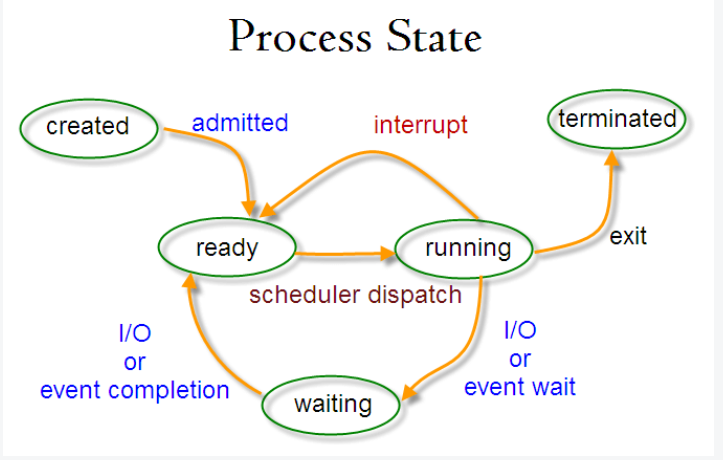 Process State
created
admitted
interrupt
terminated
ready
running
exit
scheduler dispatch
I/O
or
event completion
I/O
or
event wait
waiting